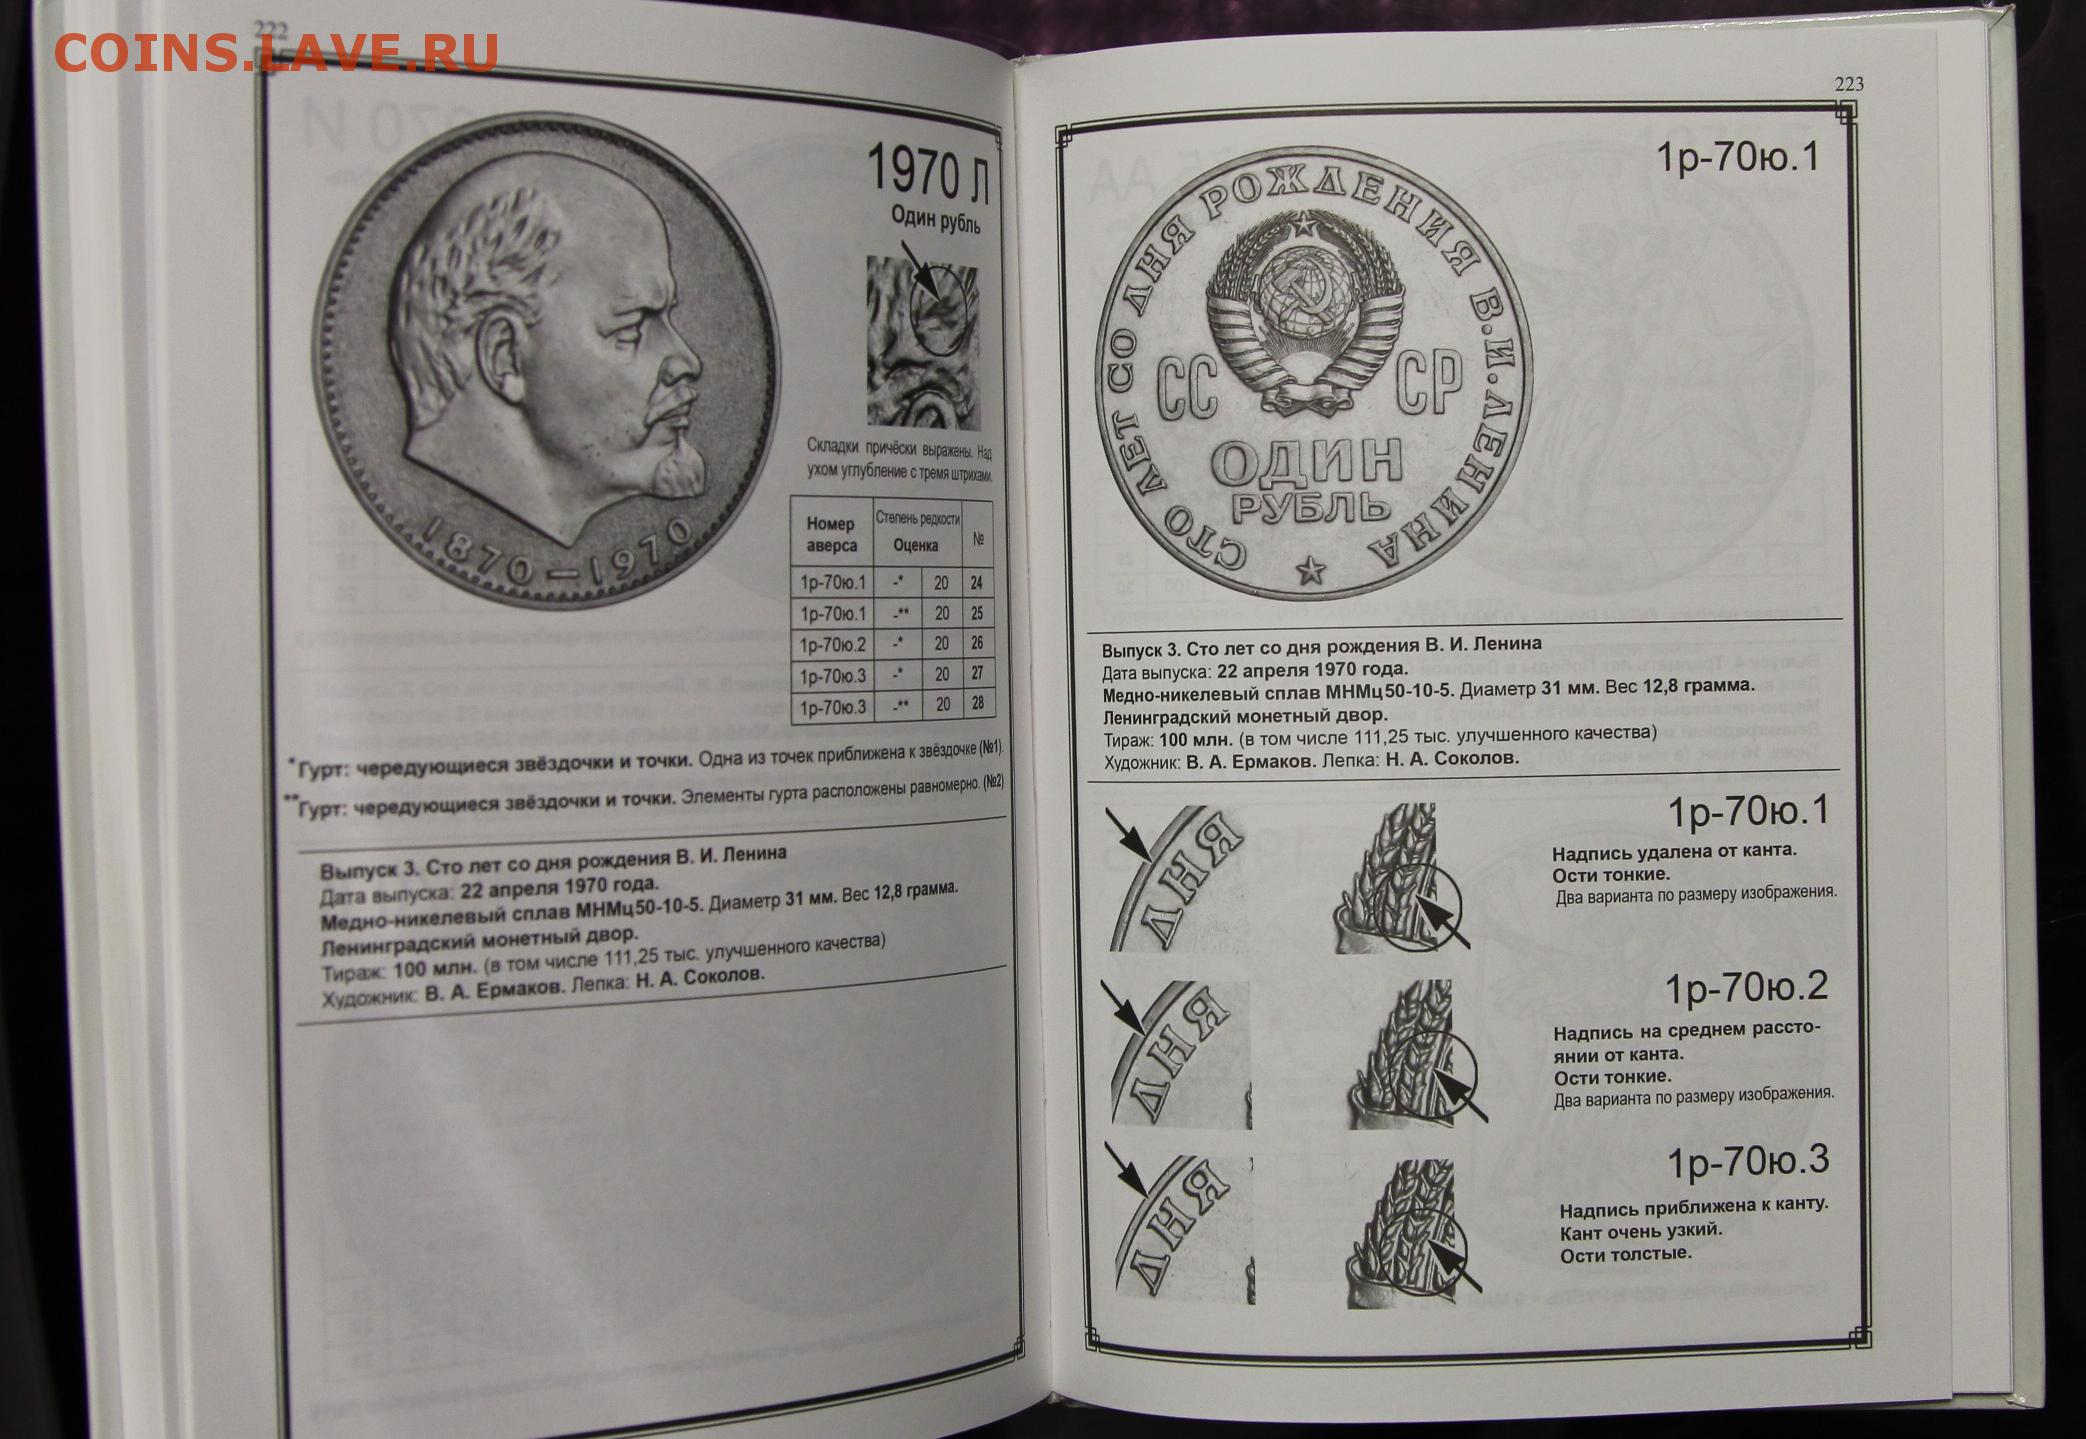 COINS.LAVE.RU
222
1970 Л
Один рубль
Складки причёски выражены. Над
ухом углубление с тремя штрихами.
Номер аверса Степень редкости Оценка №
1р-70ю.1 -* 20 24
1р-70ю.1 -** 20 25
1р-70ю.2 -* 20 26
1р-70ю.3 -* 20 27
1р-70ю.3 -** 20 28
1870–1970
*Гурт: чередующиеся звёздочки и точки. Одна из точек приближена к звёздочке (№1).
**Гурт: чередующиеся звёздочки и точки. Элементы гурта расположены равномерно. (№2)
Выпуск 3. Сто лет со дня рождения В. И. Ленина
Дата выпуска: 22 апреля 1970 года.
Медно-никелевый сплав МНМц50-10-5. Диаметр 31 мм. Вес 12,8 грамма.
Ленинградский монетный двор.
Тираж: 100 млн. (в том числе 111,25 тыс. улучшенного качества)
Художник: В. А. Ермаков. Лепка: Н. А. Соколов.
223
1р-70ю.1
СТО ЛЕТ СО ДНЯ РОЖДЕНИЯ В.И.ЛЕНИНА
СС СР
ОДИН
РУБЛЬ
Выпуск 3. Сто лет со дня рождения В. И. Ленина
Дата выпуска: 22 апреля 1970 года.
Медно-никелевый сплав МНМц50-10-5. Диаметр 31 мм. Вес 12,8 грамма.
Ленинградский монетный двор.
Тираж: 100 млн. (в том числе 111,25 тыс. улучшенного качества)
Художник: В. А. Ермаков. Лепка: Н. А. Соколов.
ДНЯ
1р-70ю.1
Надпись удалена от канта.
Ости тонкие.
Два варианта по размеру изображения.
ДНЯ
1р-70ю.2
Надпись на среднем рассто-
янии от канта.
Ости тонкие.
Два варианта по размеру изображения.
ДНЯ
1р-70ю.3
Надпись приближена к канту.
Кант очень узкий.
Ости толстые.